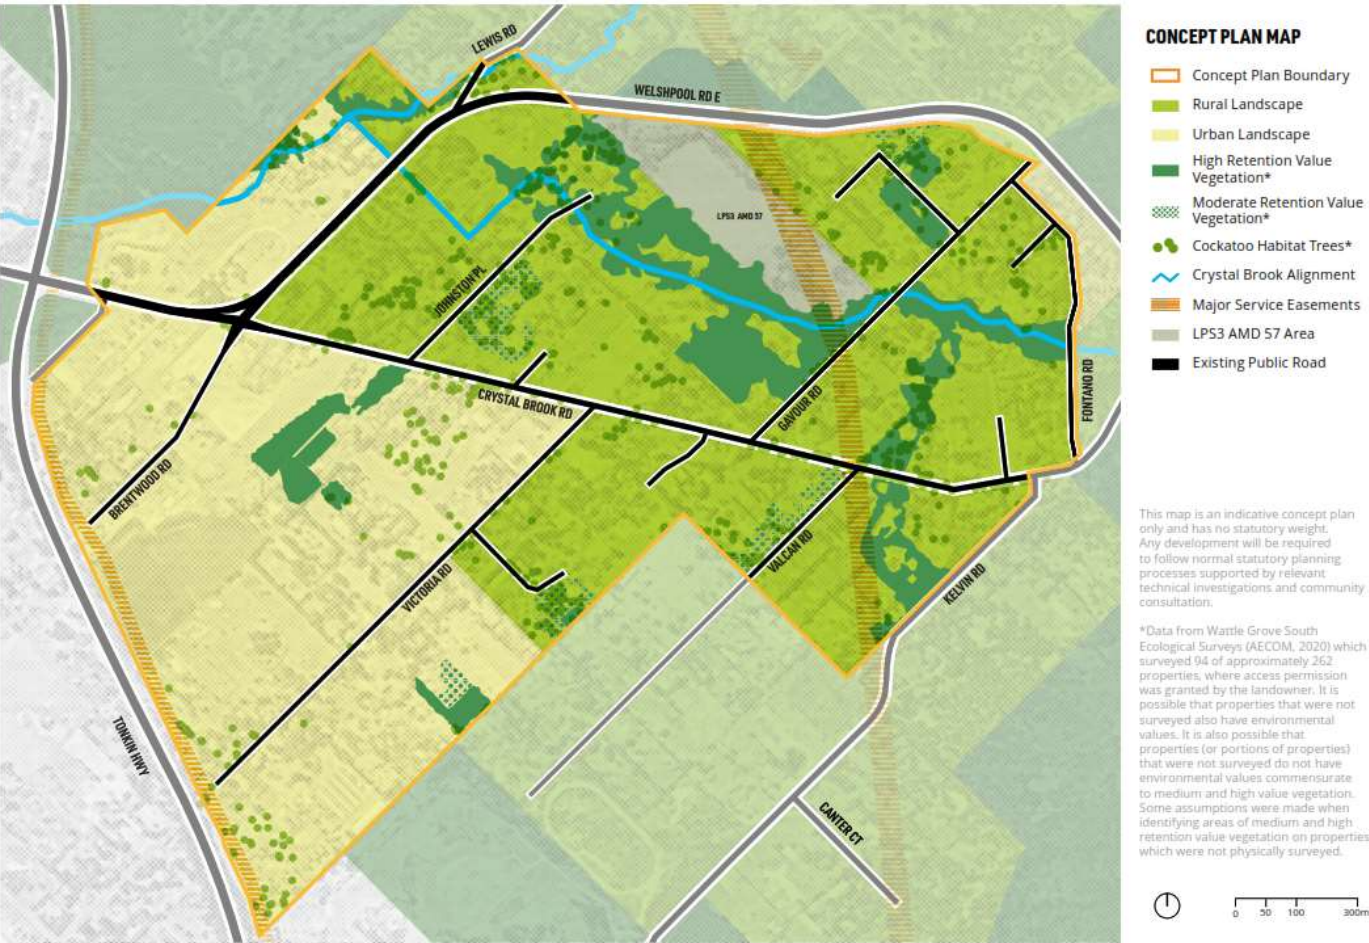 LEWIS RD
WELSHPOOL RD E
LPS3 AMD 57
JOHNSTON PL
CRYSTAL BROOK RD
GAVOUR RD
FONTANO RD
BRENTWOOD RD
VICTORIA RD
VALCAN RD
KELVIN RD
TONKIN HWY
CANTER CT
CONCEPT PLAN MAP
Concept Plan Boundary
Rural Landscape
Urban Landscape
High Retention Value
Vegetation*
Moderate Retention Value
Vegetation*
Cockatoo Habitat Trees*
Crystal Brook Alignment
Major Service Easements
LPS3 AMD 57 Area
Existing Public Road
This map is an indicative concept plan
only and has no statutory weight.
Any development will be required
to follow normal statutory planning
processes supported by relevant
technical investigations and community
consultation.
*Data from Wattle Grove South
Ecological Surveys (AECOM, 2020) which
surveyed 94 of approximately 262
properties, where access permission
was granted by the landowner. It is
possible that properties that were not
surveyed also have environmental
values. It is also possible that
properties (or portions of properties)
that were not surveyed do not have
environmental values commensurate
to medium and high value vegetation.
Some assumptions were made when
identifying areas of medium and high
retention value vegetation on properties
which were not physically surveyed.
0 50 100 300m